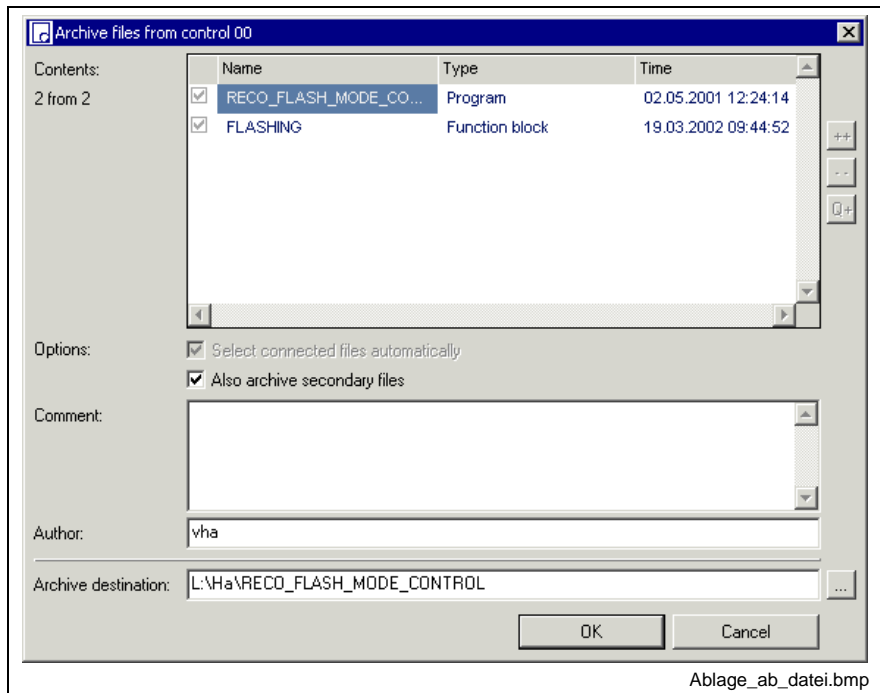 Archive files from control 00
Contents: Name Type Time
2 from 2 RECO_FLASH_MODE_CO... Program 02.05.2001 12:24:14
FLASHING Function block 19.03.2002 09:44:52
++
--
Q+
Options: Select connected files automatically
Also archive secondary files
Comment:
Author: vha
Archive destination: L:\Ha\RECO_FLASH_MODE_CONTROL ...
OK Cancel
Ablage_ab_datei.bmp